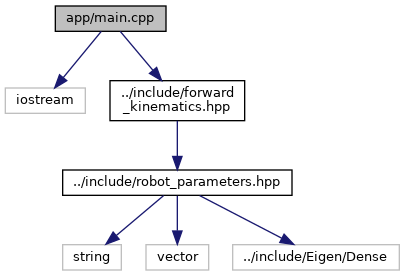 app/main.cpp
iostream
../include/forward
_kinematics.hpp
../include/robot_parameters.hpp
string
vector
../include/Eigen/Dense